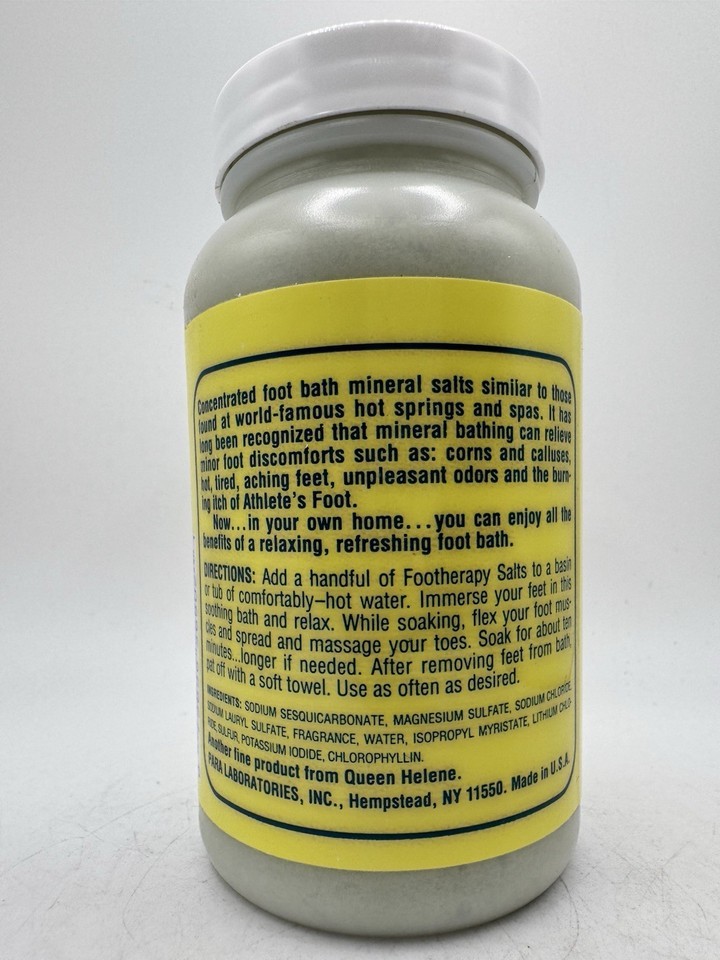 Concentrated foot bath mineral salts similar to those
found at world-famous hot springs and spas. It has
long been recognized that mineral bathing can relieve
minor foot discomforts such as: corns and calluses,
hot, tired, aching feet, unpleasant odors and the burn-
ing itch of Athlete's Foot.
Now...in your own home...you can enjoy all the
benefits of a relaxing, refreshing foot bath.
DIRECTIONS: Add a handful of Footherapy Salts to a basin
or tub of comfortably–hot water. Immerse your feet in this
soothing bath and relax. While soaking, flex your foot mus-
cles and spread and massage your toes. Soak for about ten
minutes...longer if needed. After removing feet from bath,
pat off with a soft towel. Use as often as desired.
INGREDIENTS: SODIUM SESQUICARBONATE, MAGNESIUM SULFATE, SODIUM CHLORIDE,
SODIUM LAURYL SULFATE, FRAGRANCE, WATER, ISOPROPYL MYRISTATE, LITHIUM CHLO-
RIDE, SULFUR, POTASSIUM IODIDE, CHLOROPHYLLIN.
Another fine product from Queen Helene.
PARA LABORATORIES, INC., Hempstead, NY 11550. Made in U.S.A.